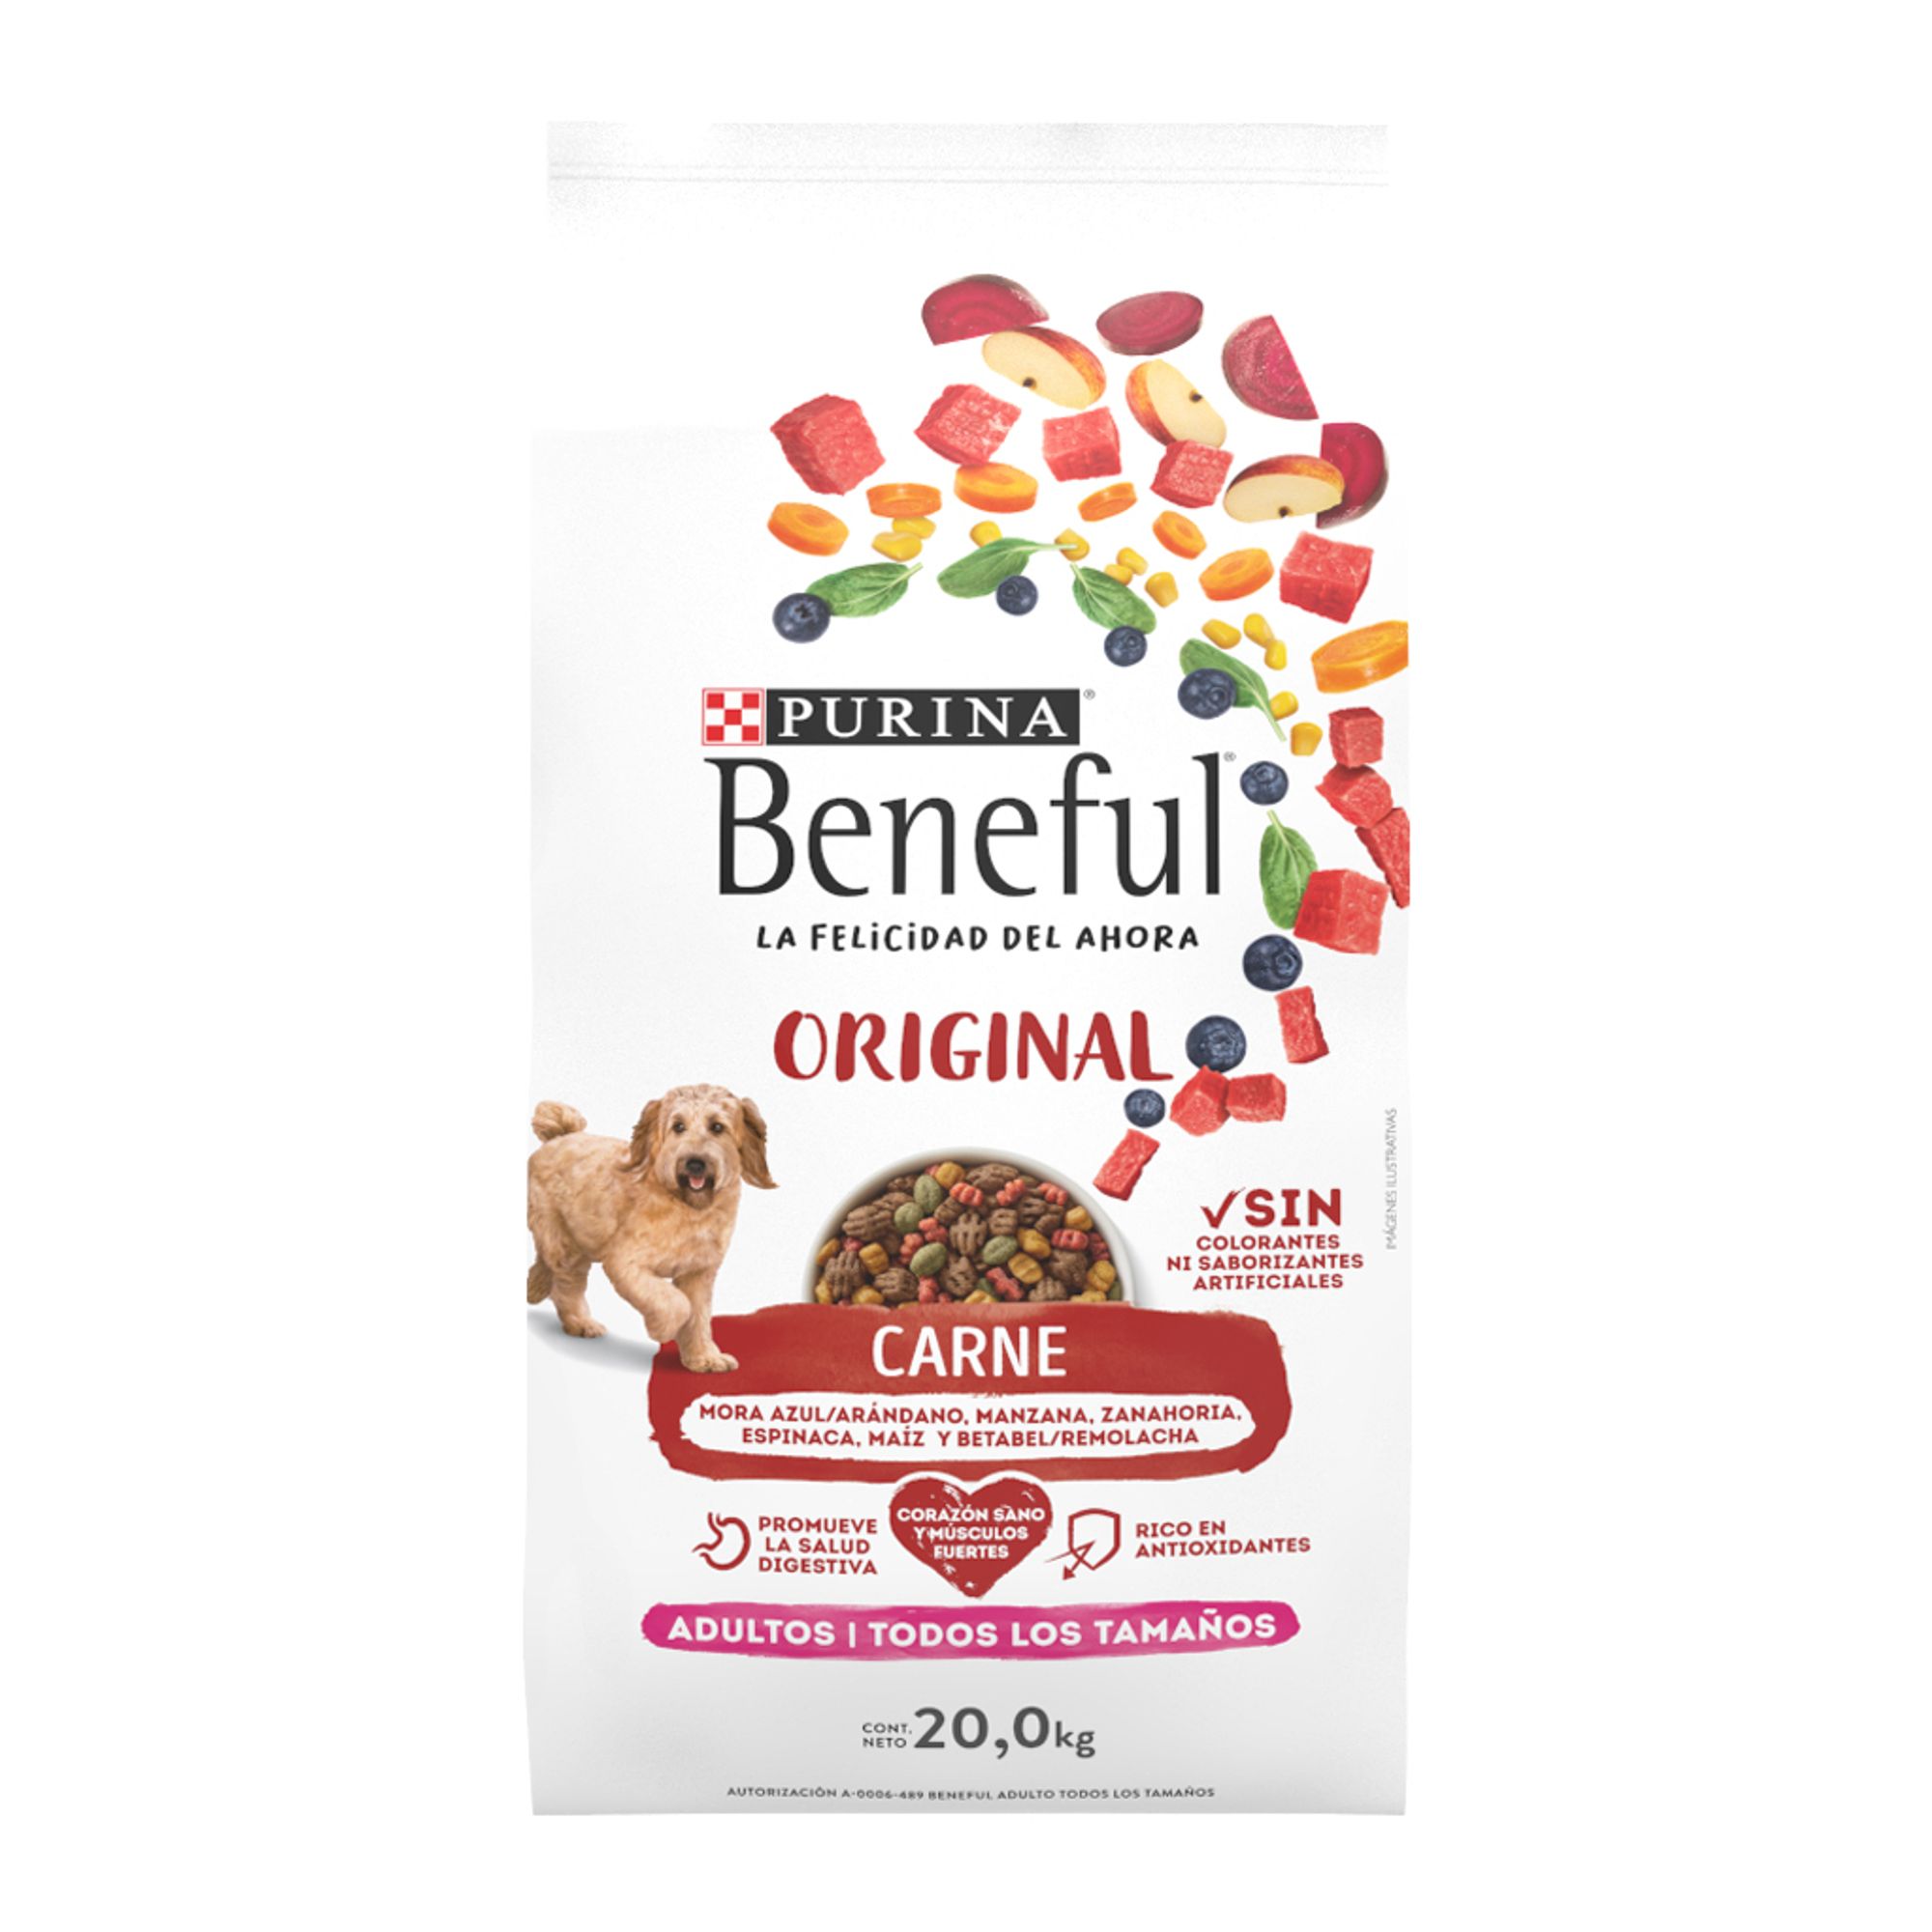 PURINA®
Beneful®
LA FELICIDAD DEL AHORA
ORIGINAL
IMÁGENES ILUSTRATIVAS
✓SIN
COLORANTES
NI SABORIZANTES
ARTIFICIALES
CARNE
MORA AZUL/ARÁNDANO, MANZANA, ZANAHORIA,
ESPINACA, MAÍZ Y BETABEL/REMOLACHA
PROMUEVE
LA SALUD
DIGESTIVA
CORAZÓN SANO
Y MÚSCULOS
FUERTES
RICO EN
ANTIOXIDANTES
ADULTOS | TODOS LOS TAMAÑOS
CONT.
NETO 20,0kg
AUTORIZACIÓN A-0006-489 BENEFUL ADULTO TODOS LOS TAMAÑOS